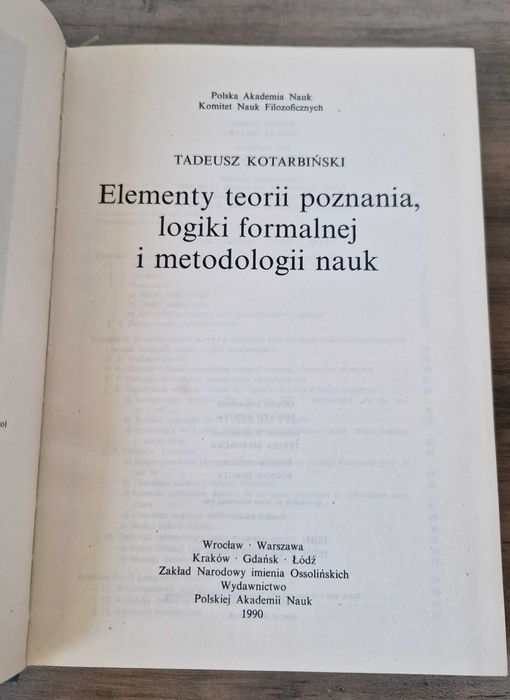 Polska Akademia Nauk
Komitet Nauk Filozoficznych
TADEUSZ KOTARBIŃSKI
Elementy teorii poznania,
logiki formalnej
i metodologii nauk
Wrocław · Warszawa
Kraków · Gdańsk · Łódź
Zakład Narodowy imienia Ossolińskich
Wydawnictwo
Polskiej Akademii Nauk
1990